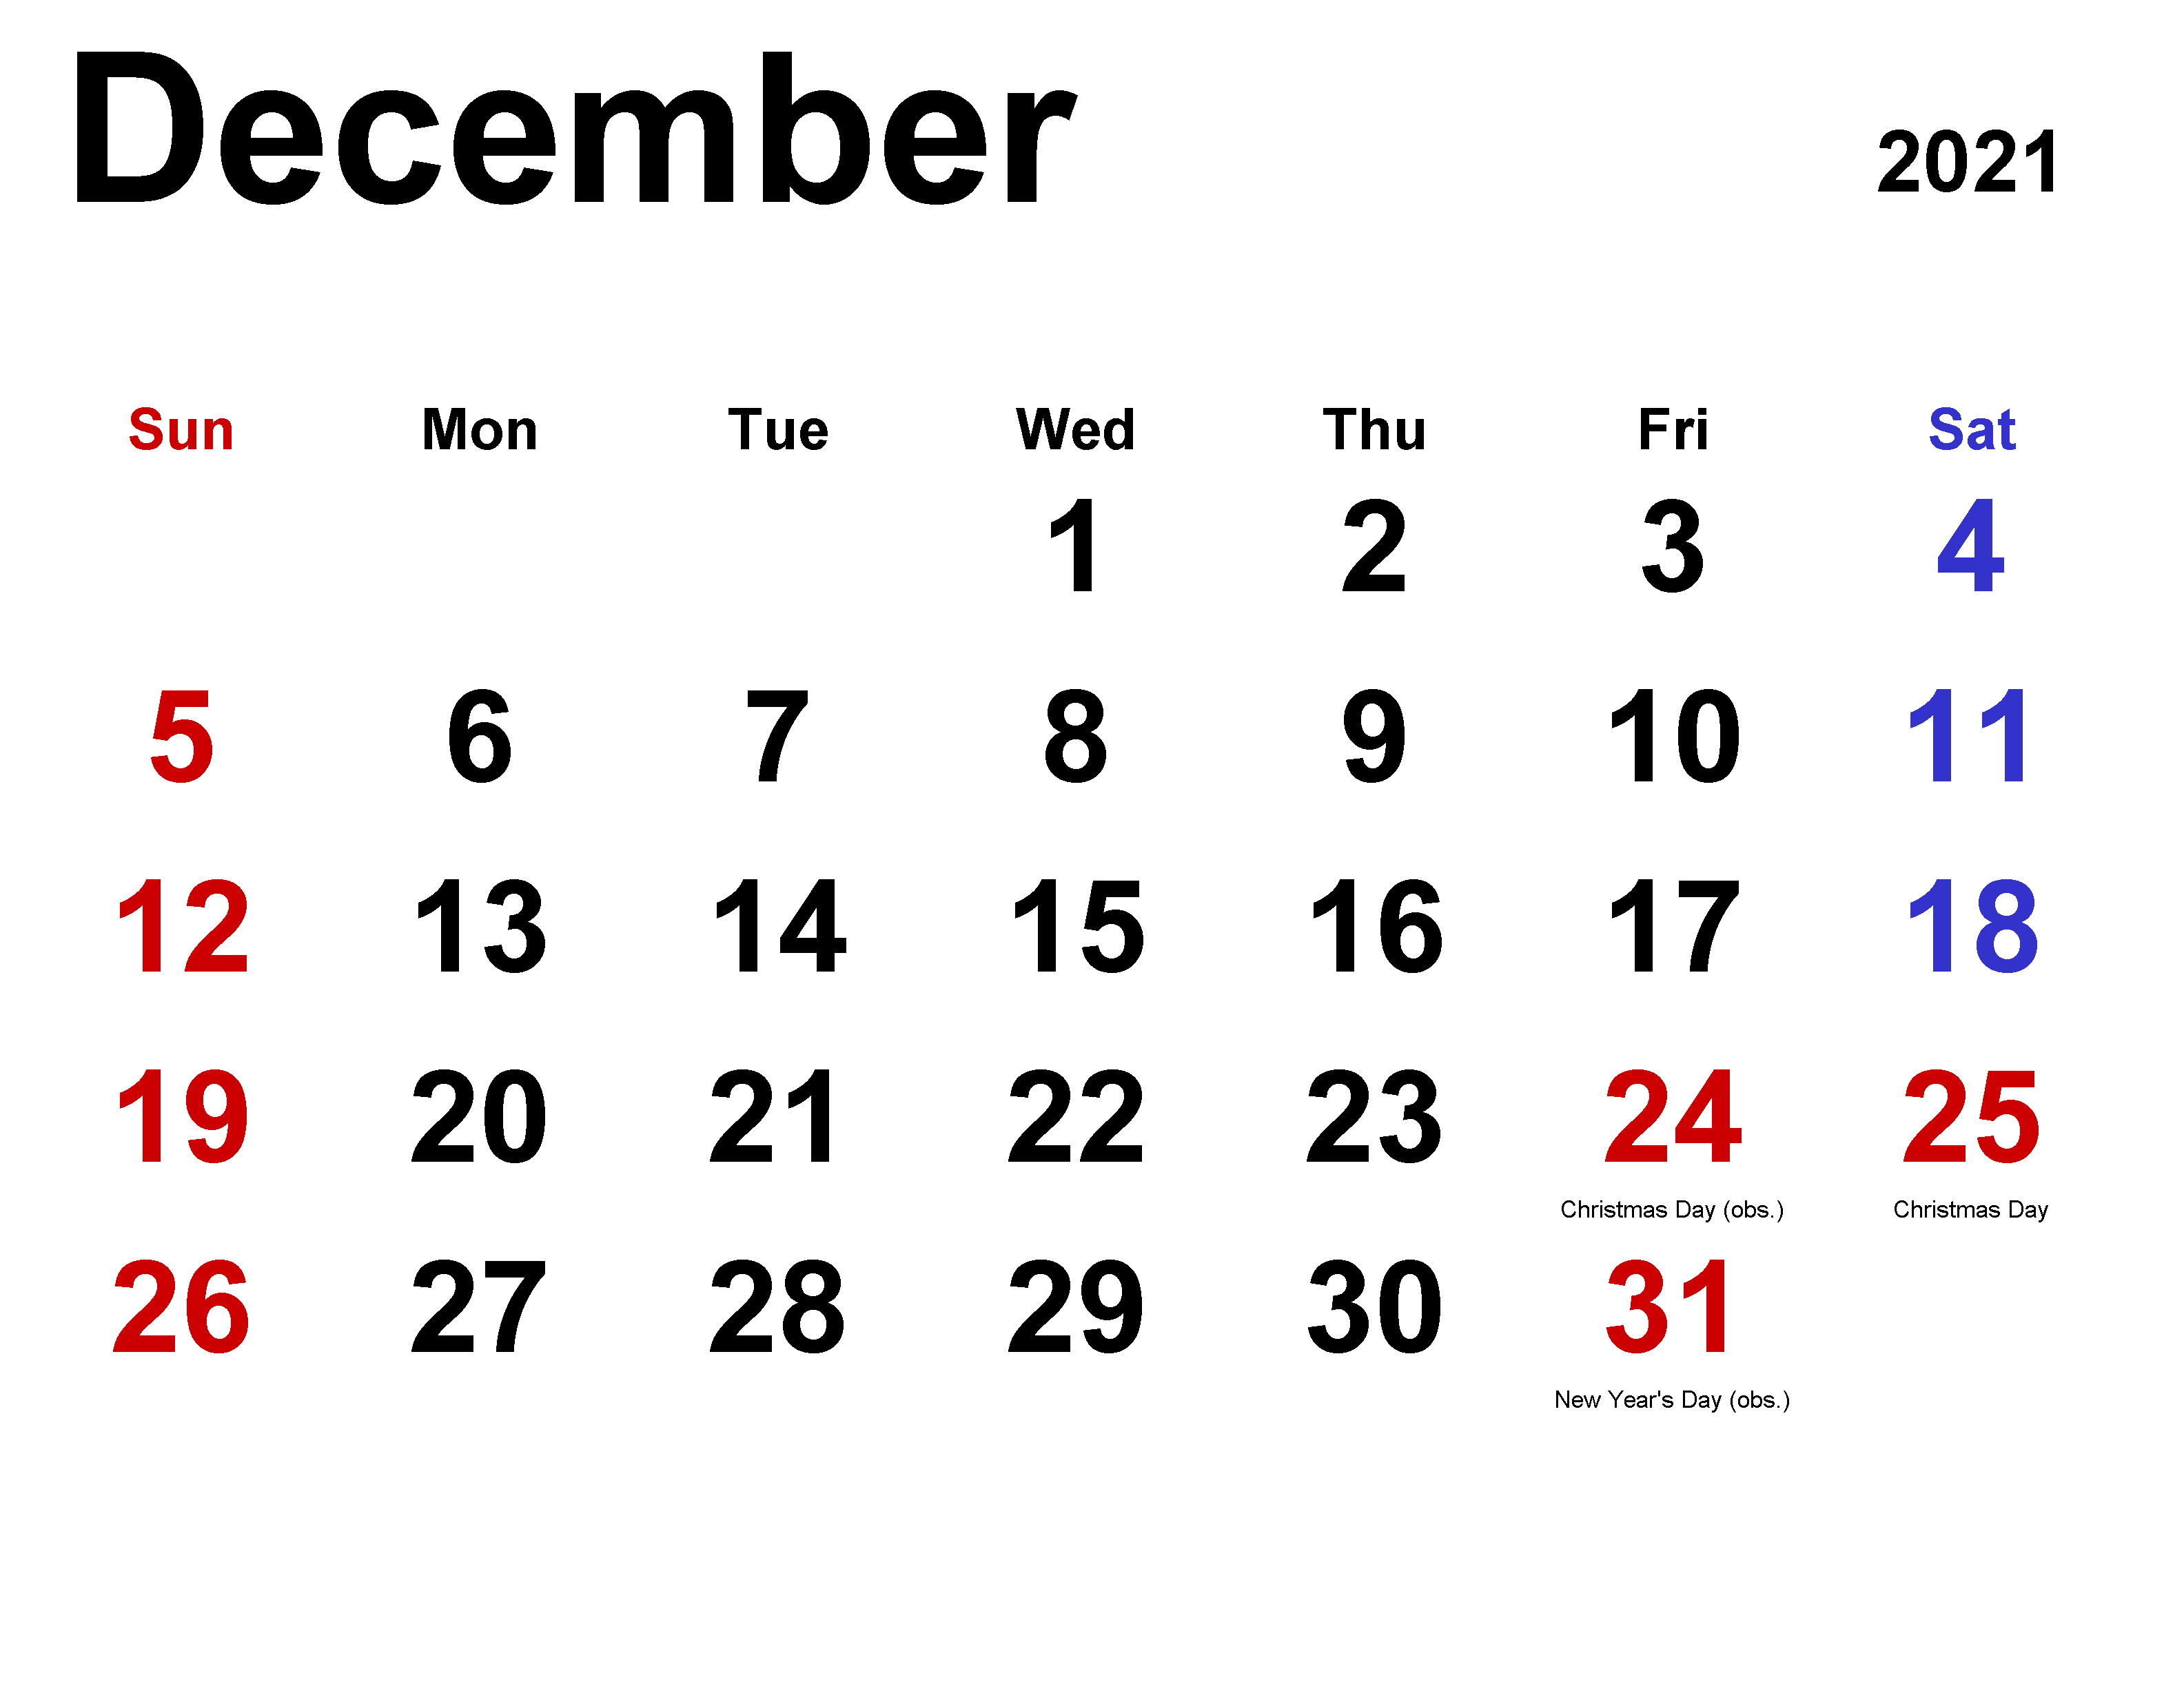 December 2021
Sun Mon Tue Wed Thu Fri Sat
1 2 3 4
5 6 7 8 9 10 11
12 13 14 15 16 17 18
19 20 21 22 23 24 25
Christmas Day (obs.) Christmas Day
26 27 28 29 30 31
New Year's Day (obs.)